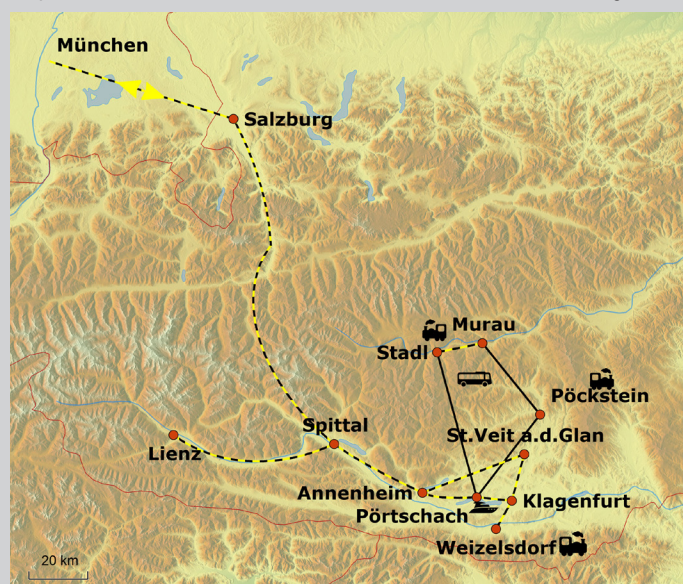 München
Salzburg
Murau
Stadl
Pöckstein
Spittal
St.Veit a.d.Glan
Lienz
Annenheim
Klagenfurt
Pörtschach
Weizelsdorf
20 km